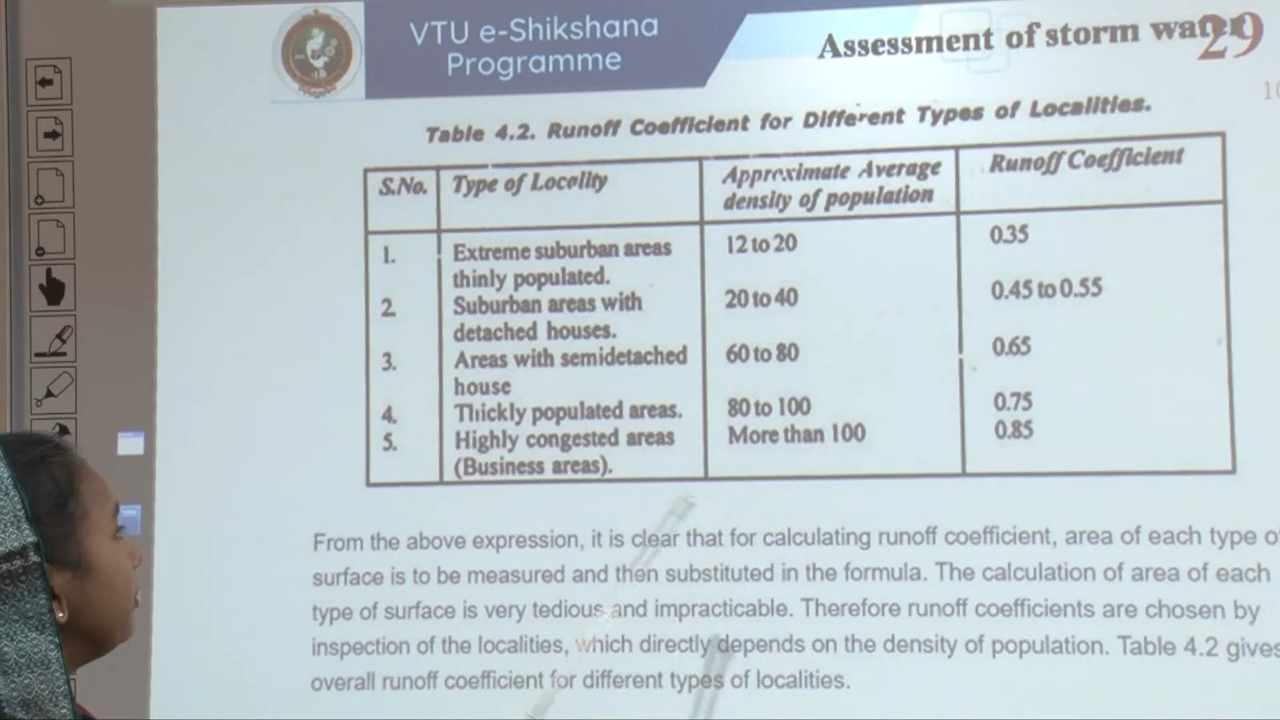 VTU e-Shikshana
Programme
Assessment of storm water
29
10
Table 4.2. Runoff Coefficient for Different Types of Localities.
S.No. Type of Locolity Approximate Average density of population Runoff Coefficient
1. Extreme suburban areas thinly populated. 12 to 20 0.35
2. Suburban areas with detached houses. 20 to 40 0.45 to 0.55
3. Areas with semidetached house 60 to 80 0.65
4. Thickly populated areas. 80 to 100 0.75
5. Highly congested areas (Business areas). More than 100 0.85
From the above expression, it is clear that for calculating runoff coefficient, area of each type of
surface is to be measured and then substituted in the formula. The calculation of area of each
type of surface is very tedious and impracticable. Therefore runoff coefficients are chosen by
inspection of the localities, which directly depends on the density of population. Table 4.2 gives
overall runoff coefficient for different types of localities.